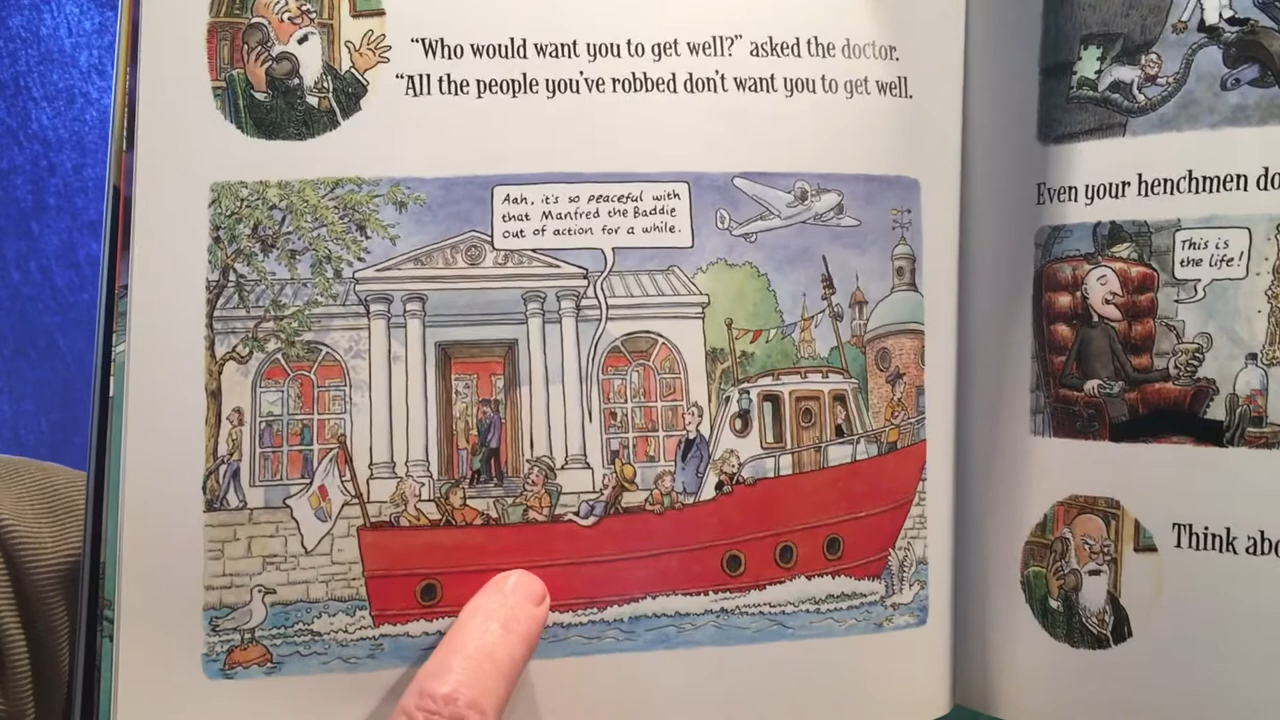 “Who would want you to get well?” asked the doctor.
“All the people you’ve robbed don’t want you to get well.
Aah, it's so peaceful with
that Manfred the Baddie
out of action for a while.
Even your henchmen do
This is
the life!
Think abo